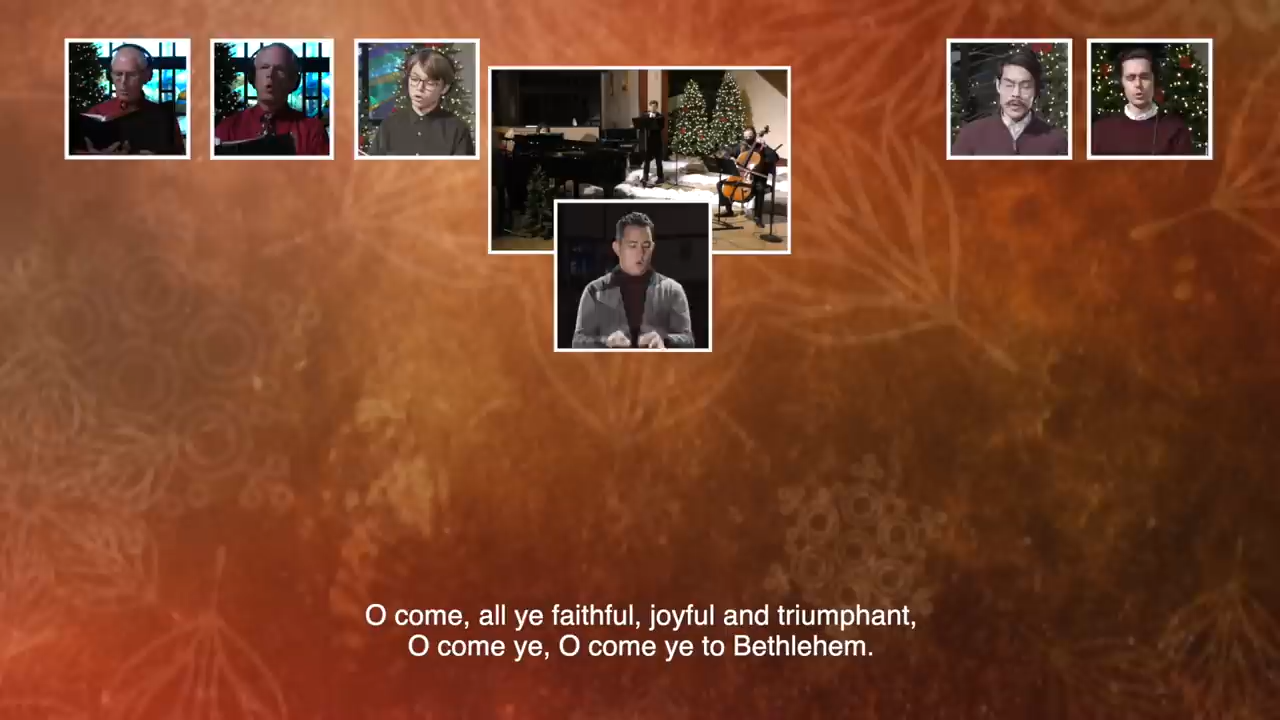 O come, all ye faithful, joyful and triumphant,
O come ye, O come ye to Bethlehem.